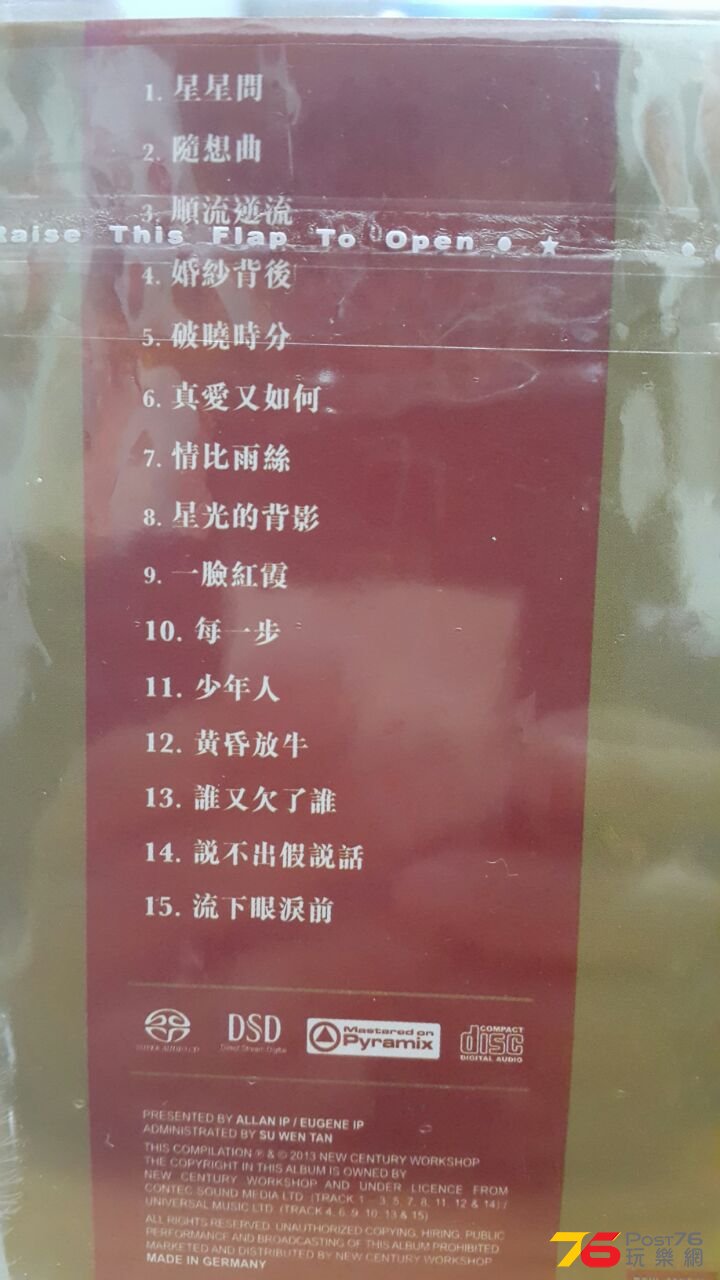 1. 星星問
2. 隨想曲
3. 順流逆流
Raise This Flap To Open ● ★ ●
4. 婚紗背後
5. 破曉時分
6. 真愛又如何
7. 情比雨絲
8. 星光的背影
9. 一臉紅霞
10. 每一步
11. 少年人
12. 黃昏放牛
13. 誰又欠了誰
14. 説不出假説話
15. 流下眼淚前
SUPER AUDIO CD
DSD
Direct Stream Digital
Mastered on
Pyramix
COMPACT
disc
DIGITAL AUDIO
PRESENTED BY ALLAN IP / EUGENE IP
ADMINISTRATED BY SU WEN TAN
THIS COMPILATION ℗ & © 2013 NEW CENTURY WORKSHOP
THE COPYRIGHT IN THIS ALBUM IS OWNED BY
NEW CENTURY WORKSHOP AND UNDER LICENCE FROM
CONTEC SOUND MEDIA LTD. (TRACK 1 - 3, 5, 7, 8, 11, 12 & 14) /
UNIVERSAL MUSIC LTD. (TRACK 4, 6, 9, 10, 13 & 15)
ALL RIGHTS RESERVED. UNAUTHORIZED COPYING, HIRING, PUBLIC
PERFORMANCE AND BROADCASTING OF THIS ALBUM PROHIBITED
MARKETED AND DISTRIBUTED BY NEW CENTURY WORKSHOP
MADE IN GERMANY
76 Post76
玩樂網